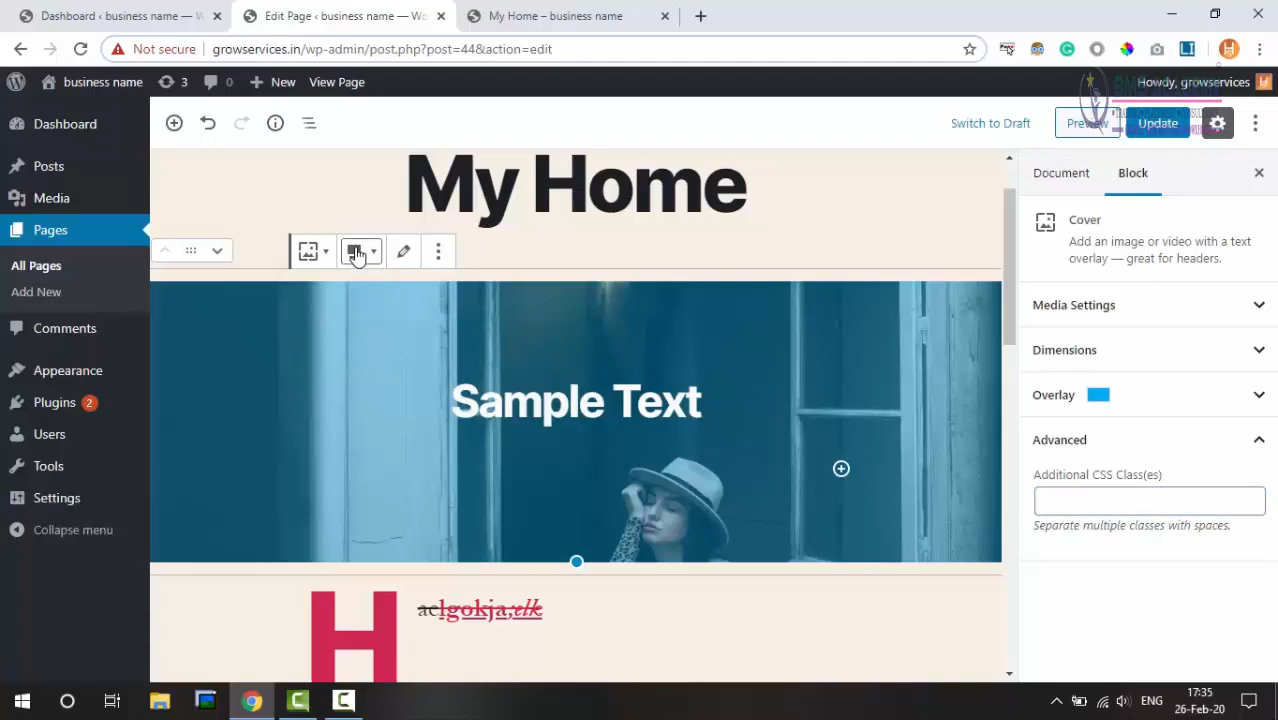 Dashboard ‹ business name — W
Edit Page ‹ business name — Wo
My Home – business name
Not secure
growservices.in/wp-admin/post.php?post=44&action=edit
business name
3
0
New
View Page
Howdy, growservices
Dashboard
Posts
Media
Pages
All Pages
Add New
Comments
Appearance
Plugins 2
Users
Tools
Settings
Collapse menu
Switch to Draft
Preview
Update
My Home
Sample Text
H
Document
Block
Cover
Add an image or video with a text
overlay — great for headers.
Media Settings
Dimensions
Overlay
Advanced
Additional CSS Class(es)
Separate multiple classes with spaces.
ENG
17:35
26-Feb-20